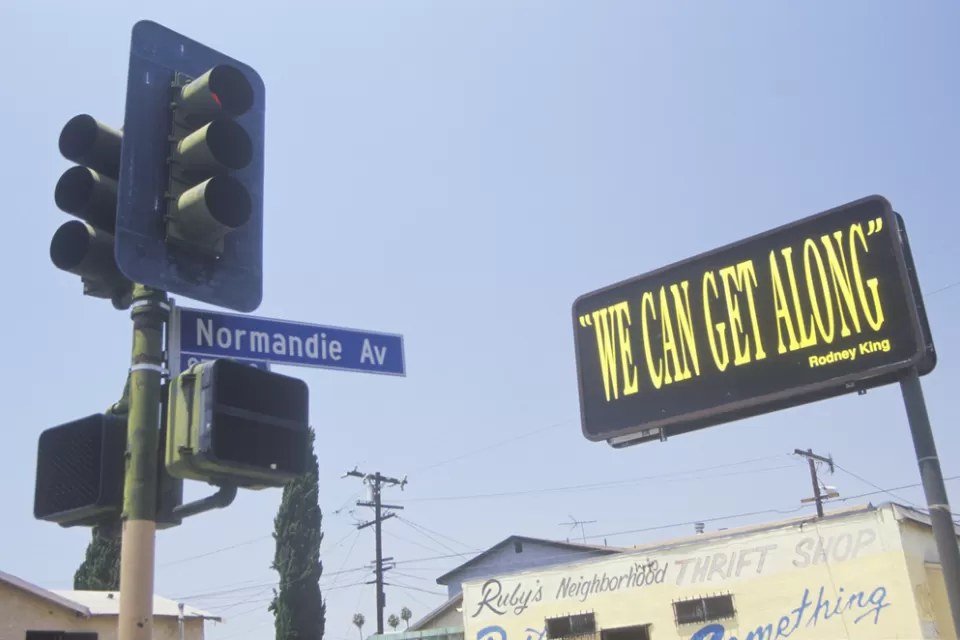 Normandie Av
“WE CAN GET ALONG”
Rodney King
Ruby's Neighborhood THRIFT SHOP
Something